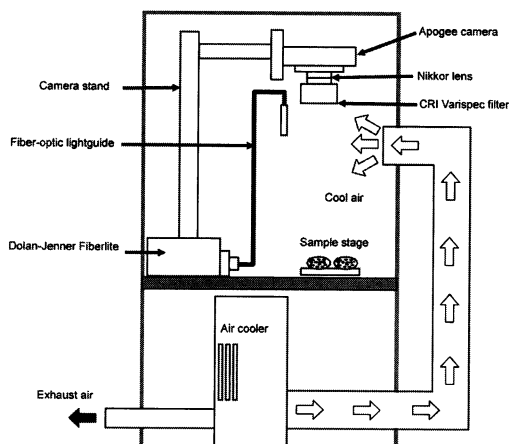 Apogee camera
Nikkor lens
Camera stand
CRI Varispec filter
Fiber-optic lightguide
Cool air
Dolan-Jenner Fiberlite
Sample stage
Air cooler
Exhaust air